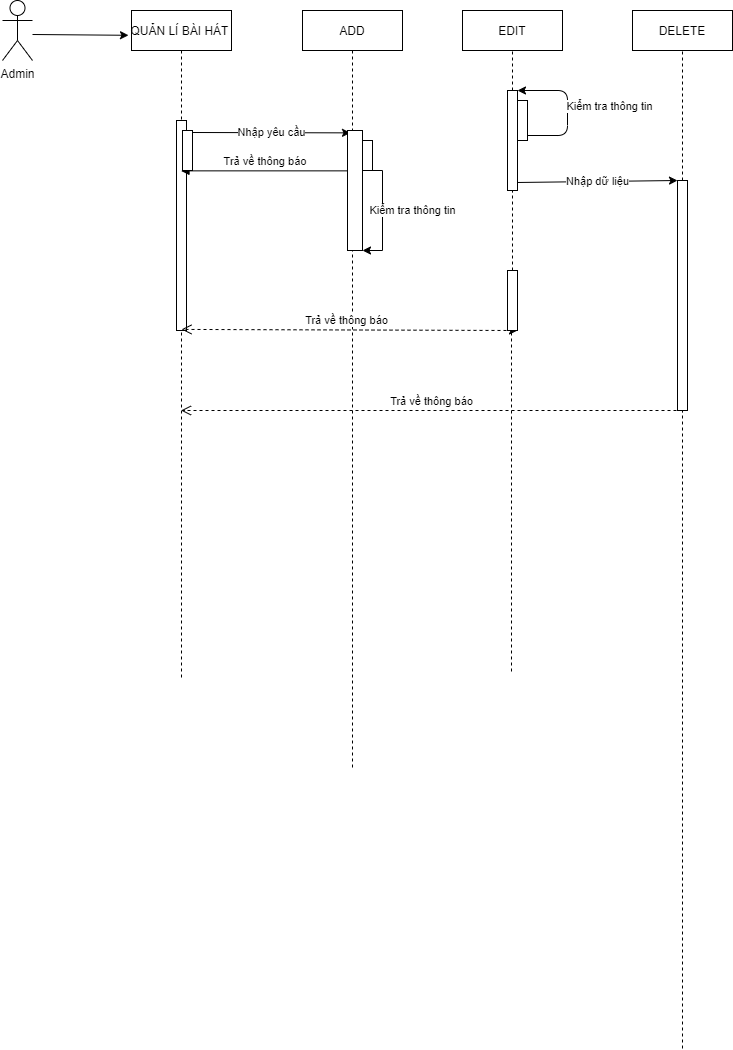 Admin
QUẢN LÍ BÀI HÁT
ADD
EDIT
DELETE
Kiểm tra thông tin
Nhập yêu cầu
Trả về thông báo
Nhập dữ liệu
Kiểm tra thông tin
Trả về thông báo
Trả về thông báo